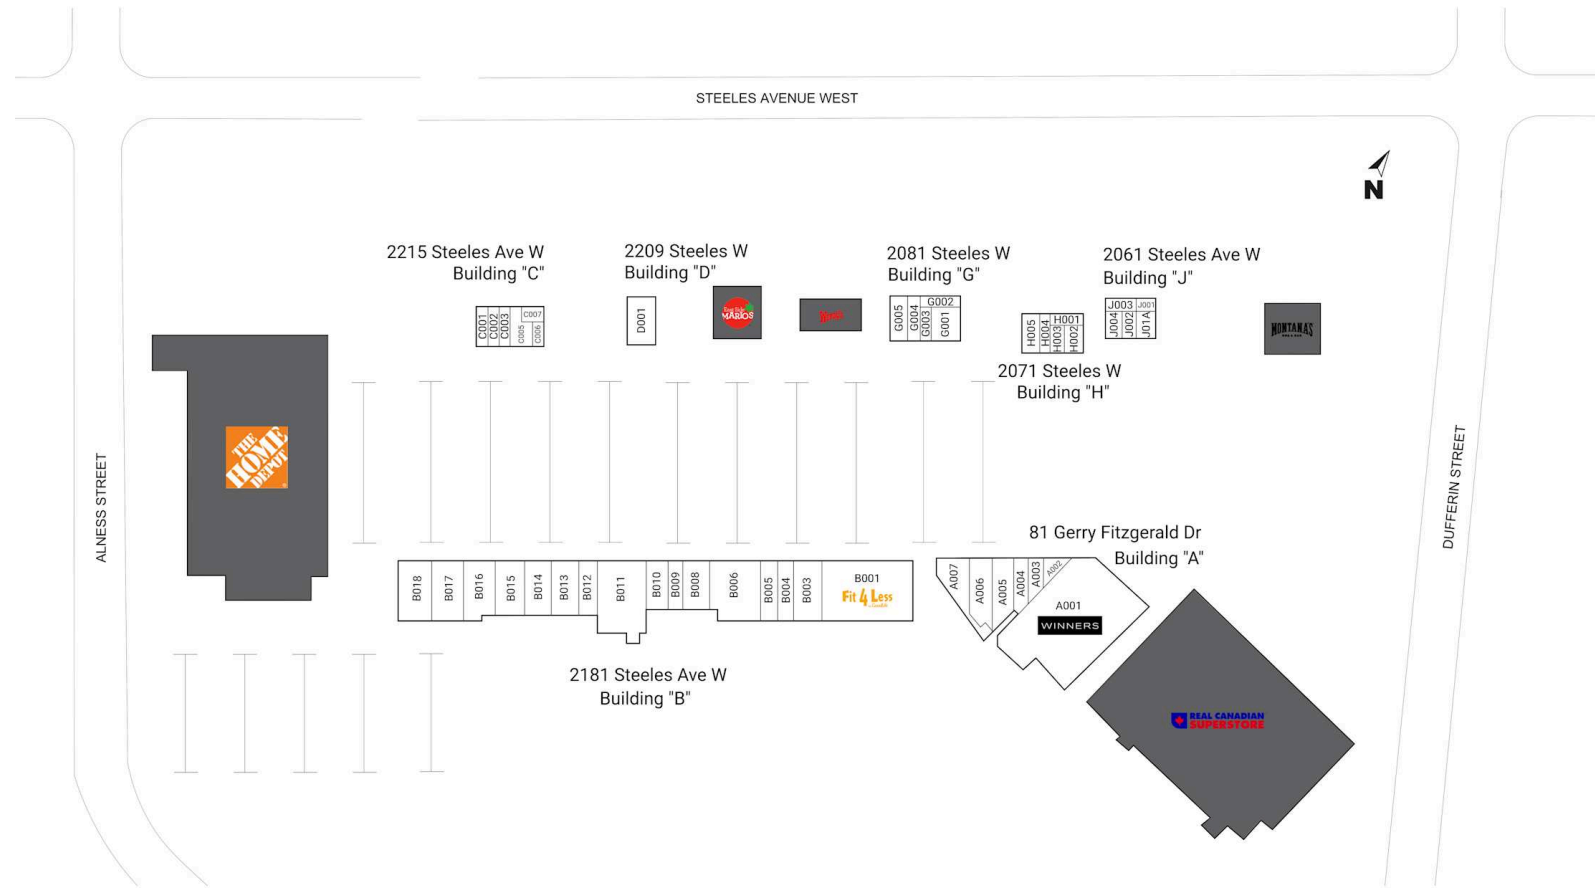 STEELES AVENUE WEST
N
2215 Steeles Ave W
Building "C"
2209 Steeles W
Building "D"
2081 Steeles W
Building "G"
2061 Steeles Ave W
Building "J"
C001
C002
C003
C005
C006
C007
D001
East Side
MARIO'S
G005
G004
G003
G002
G001
H005
H004
H003
H002
H001
J003
J001
J004
J002
J01A
MONTANA'S
2071 Steeles W
Building "H"
THE
HOME
DEPOT
ALNESS STREET
DUFFERIN STREET
81 Gerry Fitzgerald Dr
Building "A"
B018
B017
B016
B015
B014
B013
B012
B011
B010
B009
B008
B006
B005
B004
B003
B001
Fit 4 Less
A007
A006
A005
A004
A003
A002
A001
WINNERS
2181 Steeles Ave W
Building "B"
REAL CANADIAN
SUPERSTORE